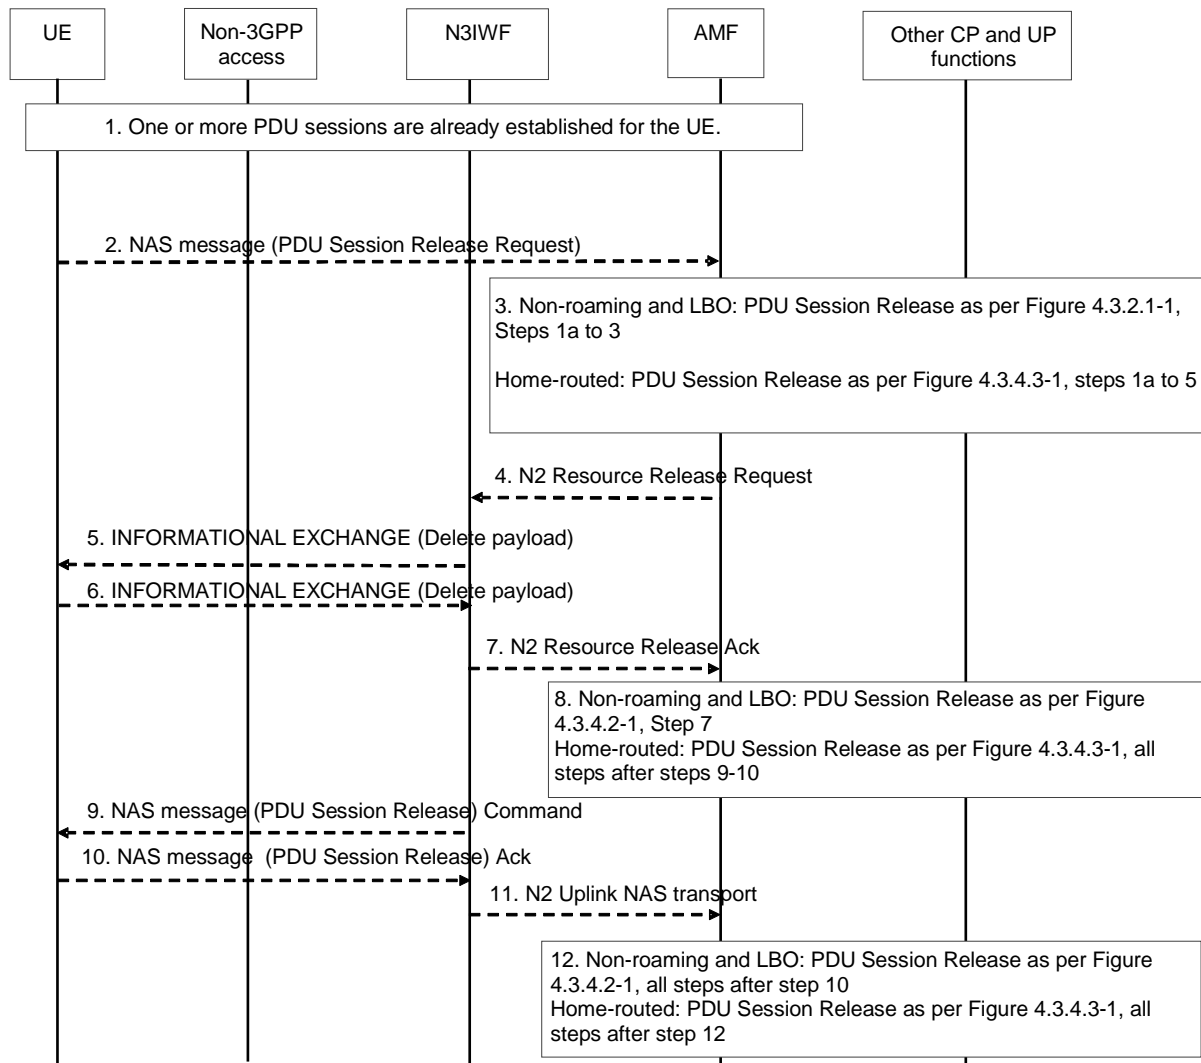 UE
Non-3GPP
access
N3IWF
AMF
Other CP and UP
functions
1. One or more PDU sessions are already established for the UE.
2. NAS message (PDU Session Release Request)
3. Non-roaming and LBO: PDU Session Release as per Figure 4.3.2.1-1,
Steps 1a to 3
Home-routed: PDU Session Release as per Figure 4.3.4.3-1, steps 1a to 5
4. N2 Resource Release Request
5. INFORMATIONAL EXCHANGE (Delete payload)
6. INFORMATIONAL EXCHANGE (Delete payload)
7. N2 Resource Release Ack
8. Non-roaming and LBO: PDU Session Release as per Figure
4.3.4.2-1, Step 7
Home-routed: PDU Session Release as per Figure 4.3.4.3-1, all
steps after steps 9-10
9. NAS message (PDU Session Release) Command
10. NAS message (PDU Session Release) Ack
11. N2 Uplink NAS transport
12. Non-roaming and LBO: PDU Session Release as per Figure
4.3.4.2-1, all steps after step 10
Home-routed: PDU Session Release as per Figure 4.3.4.3-1, all
steps after step 12